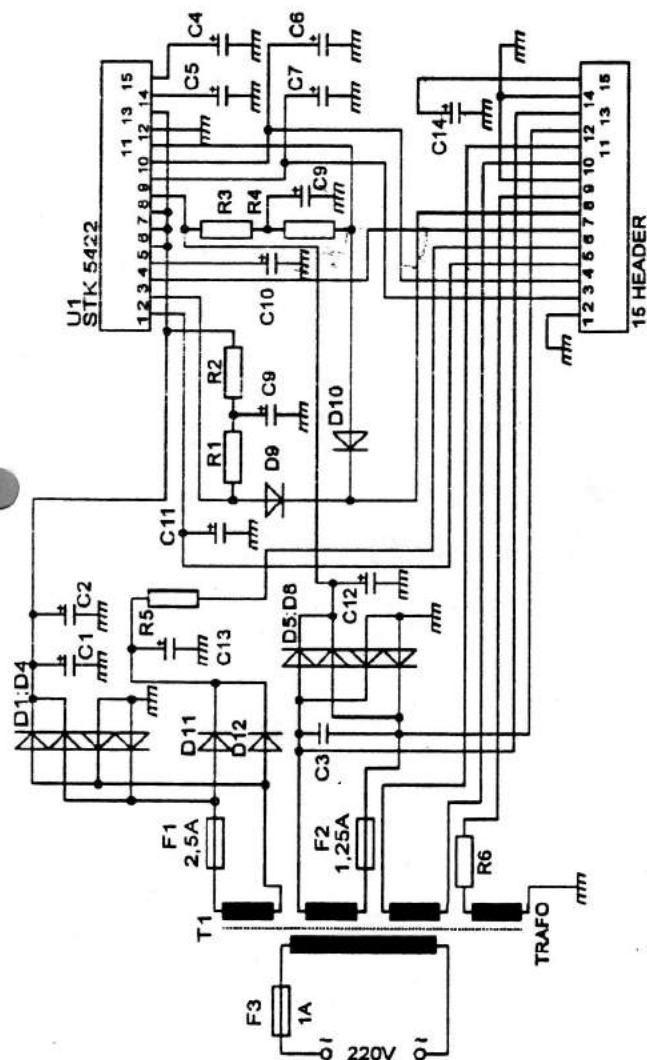 U1
STK 5422
1 2 3 4 5 6 7 8 9 10 11 12 13 14 15
C4
C5
C6
C7
R3
R4
C9
C10
R2
C9
R1
D9
D10
C11
C2
C1
D1:D4
R5
C13
D11
D12
D5:D8
C12
C3
C14
15 HEADER
1 2 3 4 5 6 7 8 9 10 11 12 13 14 15
F1
2,5A
F2
1,25A
R6
T1
TRAFO
F3
1A
~ 220V ~